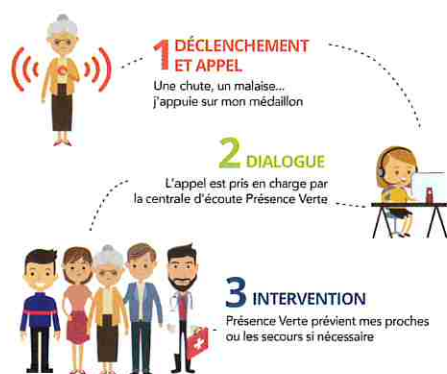 1 DÉCLENCHEMENT
ET APPEL
Une chute, un malaise...
j'appuie sur mon médaillon
2 DIALOGUE
L'appel est pris en charge par
la centrale d'écoute Présence Verte
3 INTERVENTION
Présence Verte prévient mes proches
ou les secours si nécessaire